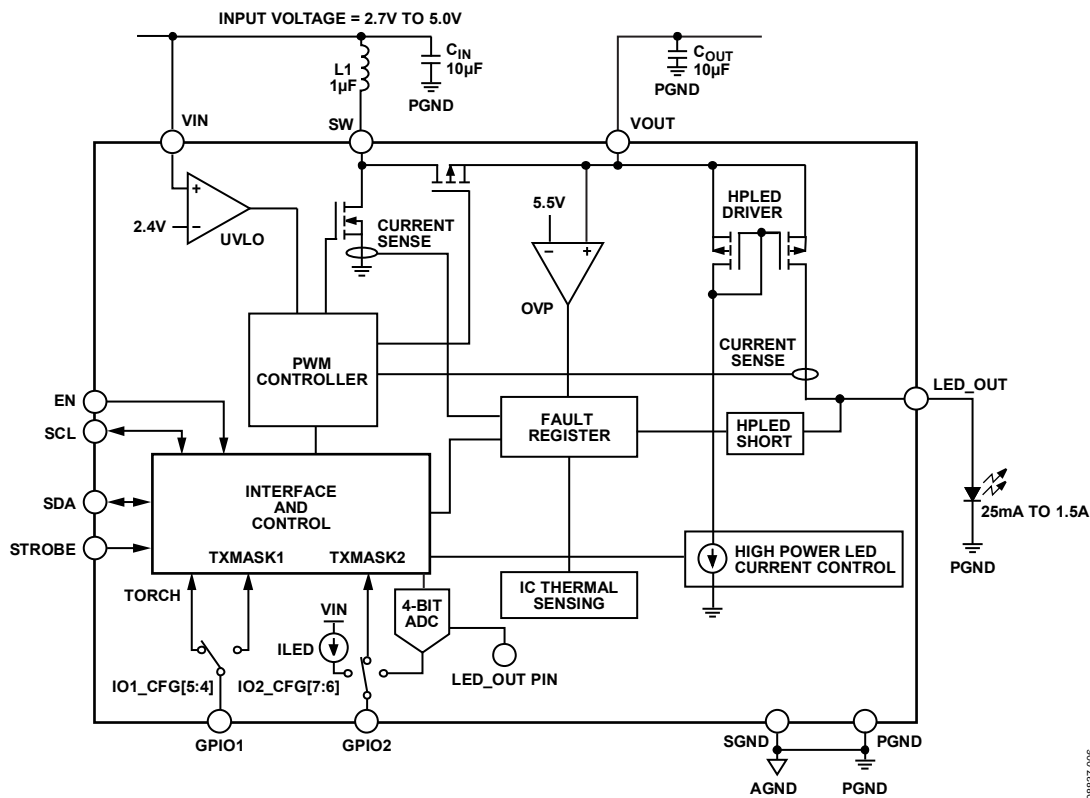 INPUT VOLTAGE = 2.7V TO 5.0V
L1
1µF
CIN
10µF
PGND
COUT
10µF
PGND
VIN
SW
VOUT
2.4V
+
−
UVLO
CURRENT
SENSE
5.5V
−
+
OVP
HPLED
DRIVER
PWM
CONTROLLER
CURRENT
SENSE
EN
SCL
SDA
STROBE
LED_OUT
FAULT
REGISTER
HPLED
SHORT
INTERFACE
AND
CONTROL
TXMASK1
TXMASK2
25mA TO 1.5A
PGND
HIGH POWER LED
CURRENT CONTROL
IC THERMAL
SENSING
TORCH
VIN
ILED
4-BIT
ADC
LED_OUT PIN
IO1_CFG[5:4]
IO2_CFG[7:6]
GPIO1
GPIO2
SGND
PGND
AGND
PGND